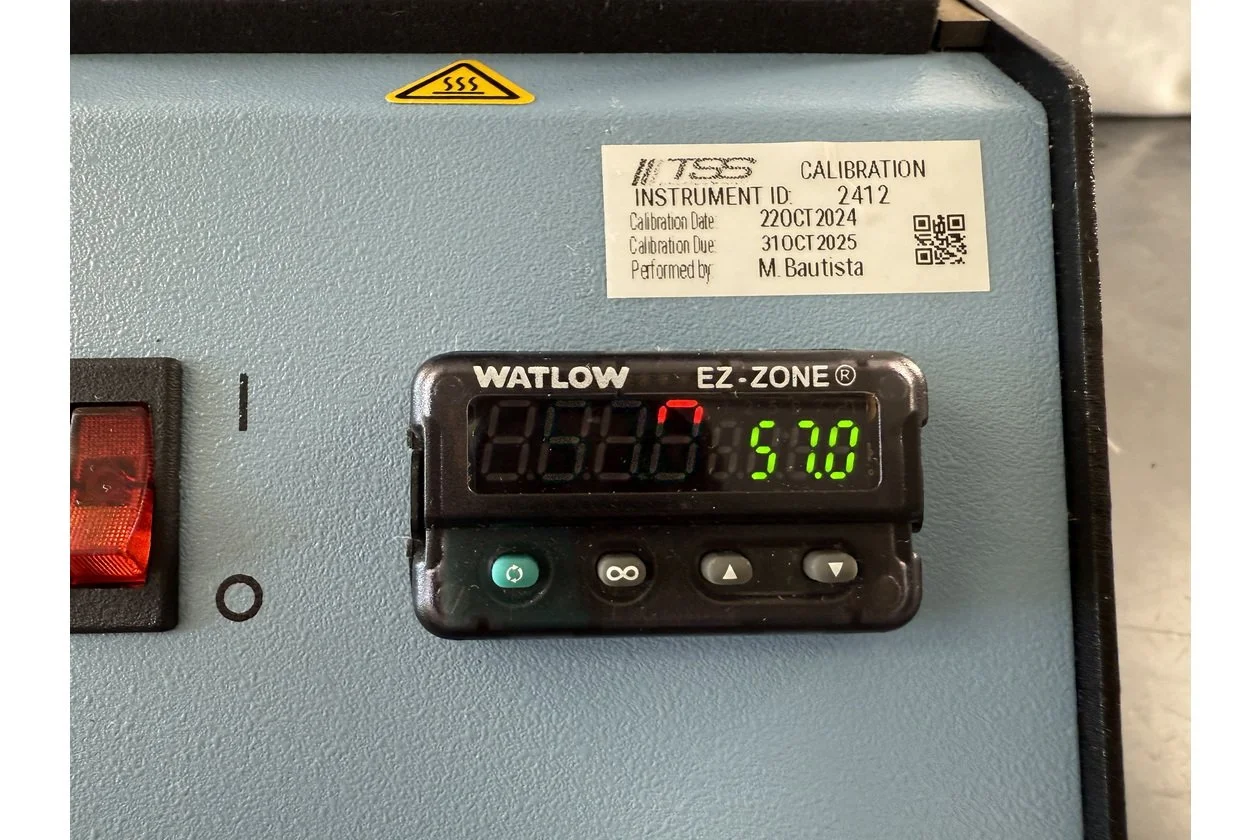 TSS CALIBRATION
INSTRUMENT ID: 2412
Calibration Date: 22OCT2024
Calibration Due: 31OCT2025
Performed by: M. Bautista
WATLOW EZ-ZONE®
57.0